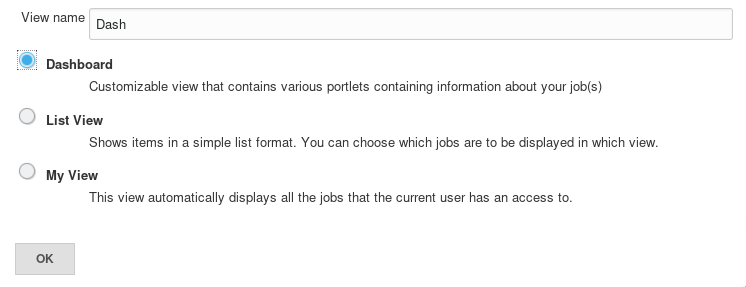 View name Dash
Dashboard
Customizable view that contains various portlets containing information about your job(s)
List View
Shows items in a simple list format. You can choose which jobs are to be displayed in which view.
My View
This view automatically displays all the jobs that the current user has an access to.
OK